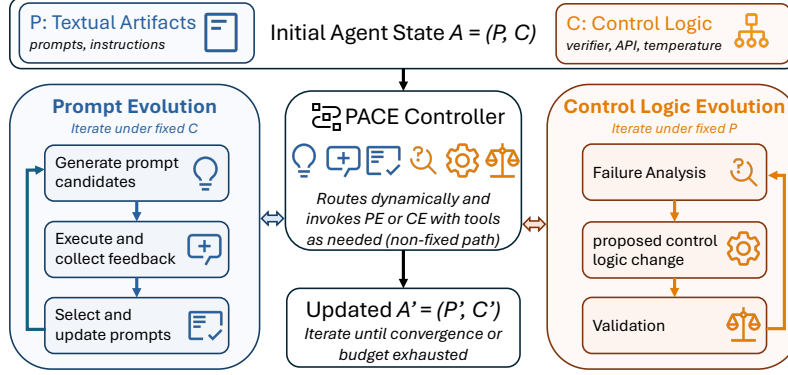 P: Textual Artifacts
prompts, instructions
Initial Agent State A = (P, C)
C: Control Logic
verifier, API, temperature
Prompt Evolution
Iterate under fixed C
Generate prompt
candidates
Execute and
collect feedback
Select and
update prompts
PACE Controller
Routes dynamically and
invokes PE or CE with tools
as needed (non-fixed path)
Updated A’ = (P’, C’)
Iterate until convergence or
budget exhausted
Control Logic Evolution
Iterate under fixed P
Failure Analysis
proposed control
logic change
Validation